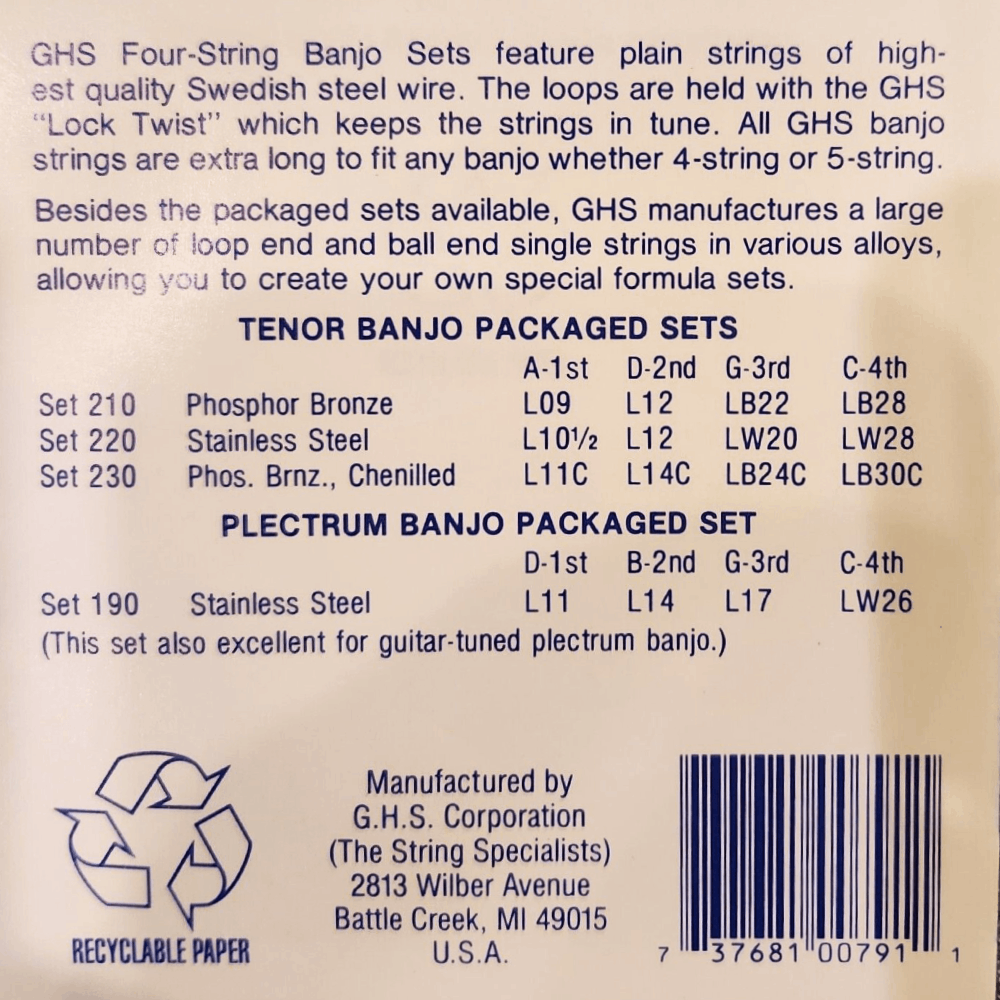 GHS Four-String Banjo Sets feature plain strings of high-
est quality Swedish steel wire. The loops are held with the GHS
“Lock Twist” which keeps the strings in tune. All GHS banjo
strings are extra long to fit any banjo whether 4-string or 5-string.
Besides the packaged sets available, GHS manufactures a large
number of loop end and ball end single strings in various alloys,
allowing you to create your own special formula sets.
TENOR BANJO PACKAGED SETS
A-1st D-2nd G-3rd C-4th
Set 210 Phosphor Bronze L09 L12 LB22 LB28
Set 220 Stainless Steel L10½ L12 LW20 LW28
Set 230 Phos. Brnz., Chenilled L11C L14C LB24C LB30C
PLECTRUM BANJO PACKAGED SET
D-1st B-2nd G-3rd C-4th
Set 190 Stainless Steel L11 L14 L17 LW26
(This set also excellent for guitar-tuned plectrum banjo.)
RECYCLABLE PAPER
Manufactured by
G.H.S. Corporation
(The String Specialists)
2813 Wilber Avenue
Battle Creek, MI 49015
U.S.A.
7 37681 00791 1